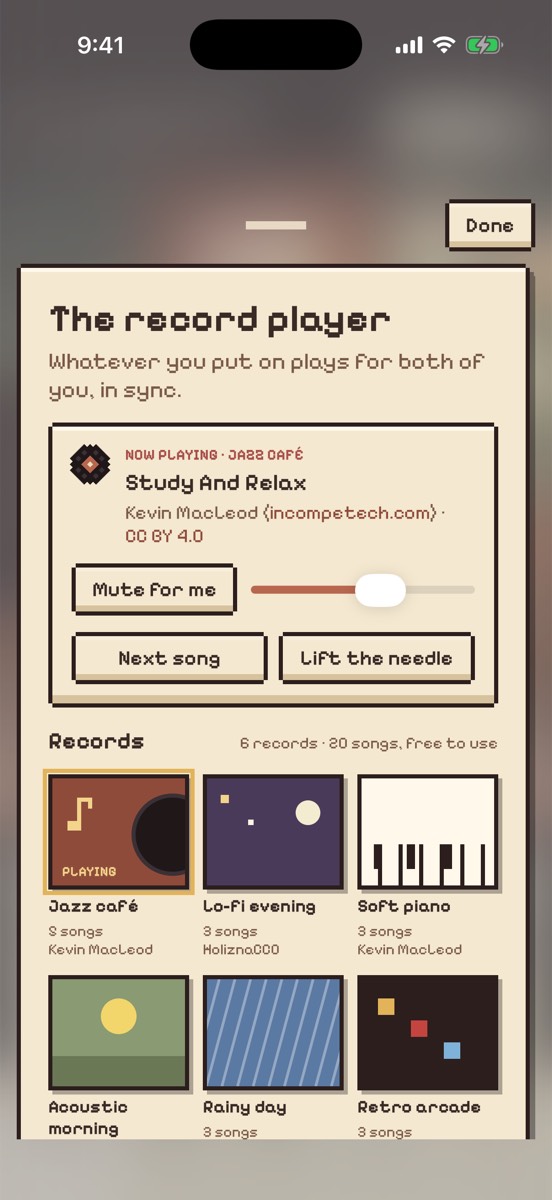 9:41
Done
The record player
Whatever you put on plays for both of
you, in sync.
NOW PLAYING · JAZZ CAFÉ
Study And Relax
Kevin MacLeod (incompetech.com) ·
CC BY 4.0
Mute for me
Next song
Lift the needle
Records
6 records · 20 songs, free to use
PLAYING
Jazz café
Lo-fi evening
Soft piano
songs
3 songs
3 songs
Kevin MacLeod
HoliznaCC0
Kevin MacLeod
Acoustic
morning
Rainy day
Retro arcade
3 songs
3 songs